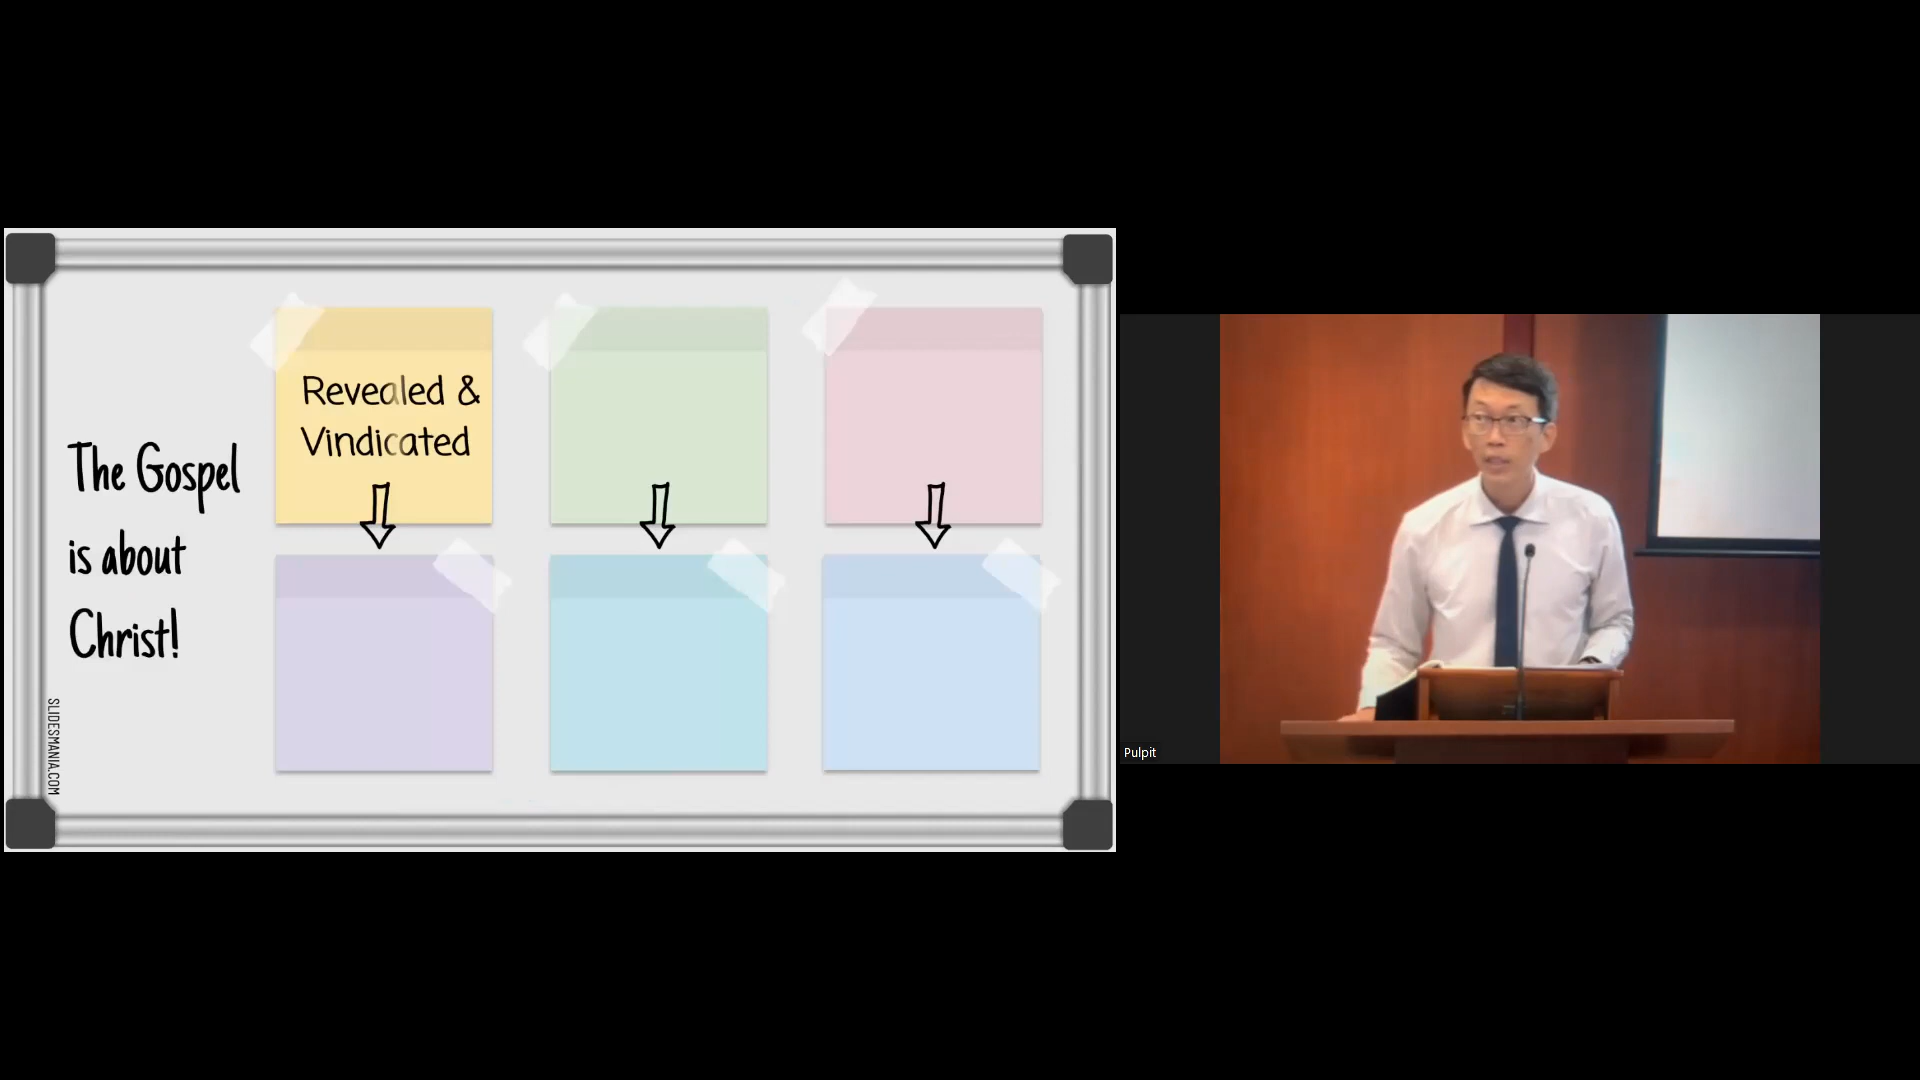 The Gospel
is about
Christ!
Revealed &
Vindicated
SLIDESMANIA.COM
Pulpit